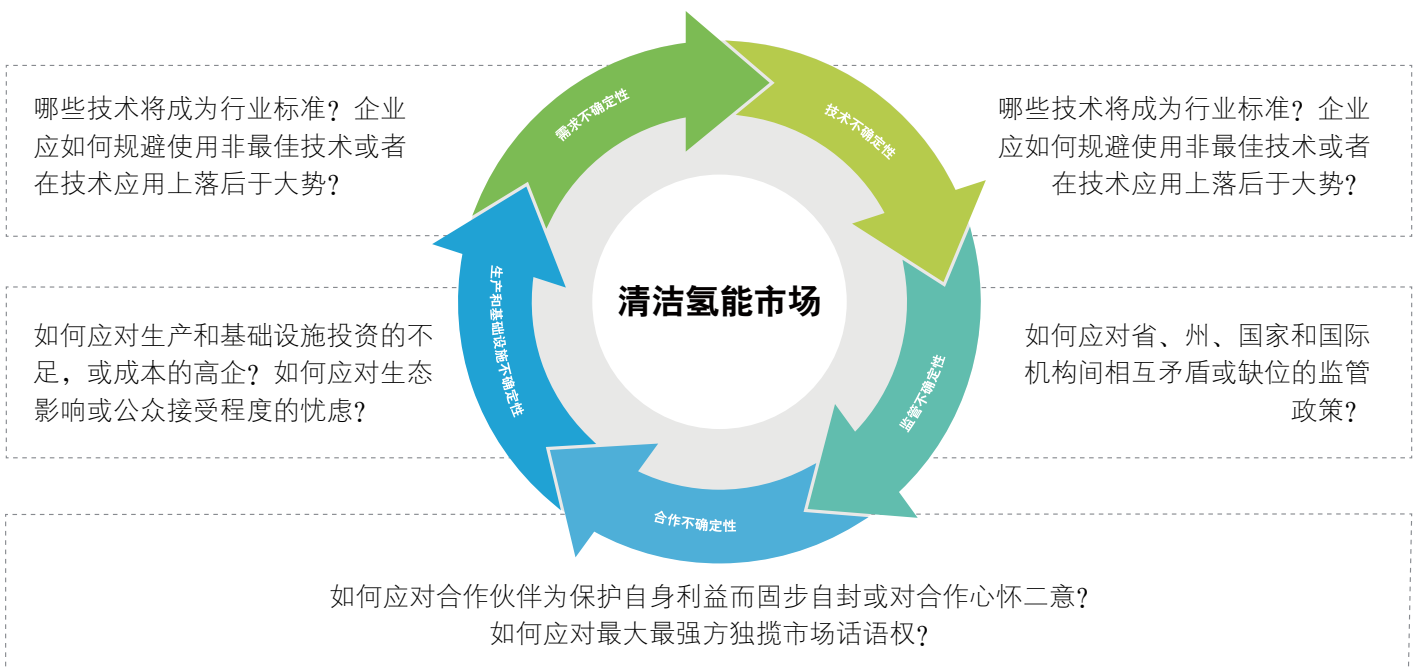 需求不确定性
技术不确定性
哪些技术将成为行业标准？企业
应如何规避使用非最佳技术或者
在技术应用上落后于大势？
哪些技术将成为行业标准？企业
应如何规避使用非最佳技术或者
在技术应用上落后于大势？
清洁氢能市场
生产和基础设施不确定性
监管不确定性
如何应对生产和基础设施投资的不
足，或成本的高企？如何应对生态
影响或公众接受程度的忧虑？
如何应对省、州、国家和国际
机构间相互矛盾或缺位的监管
政策？
合作不确定性
如何应对合作伙伴为保护自身利益而固步自封或对合作心怀二意？
如何应对最大最强方独揽市场话语权？